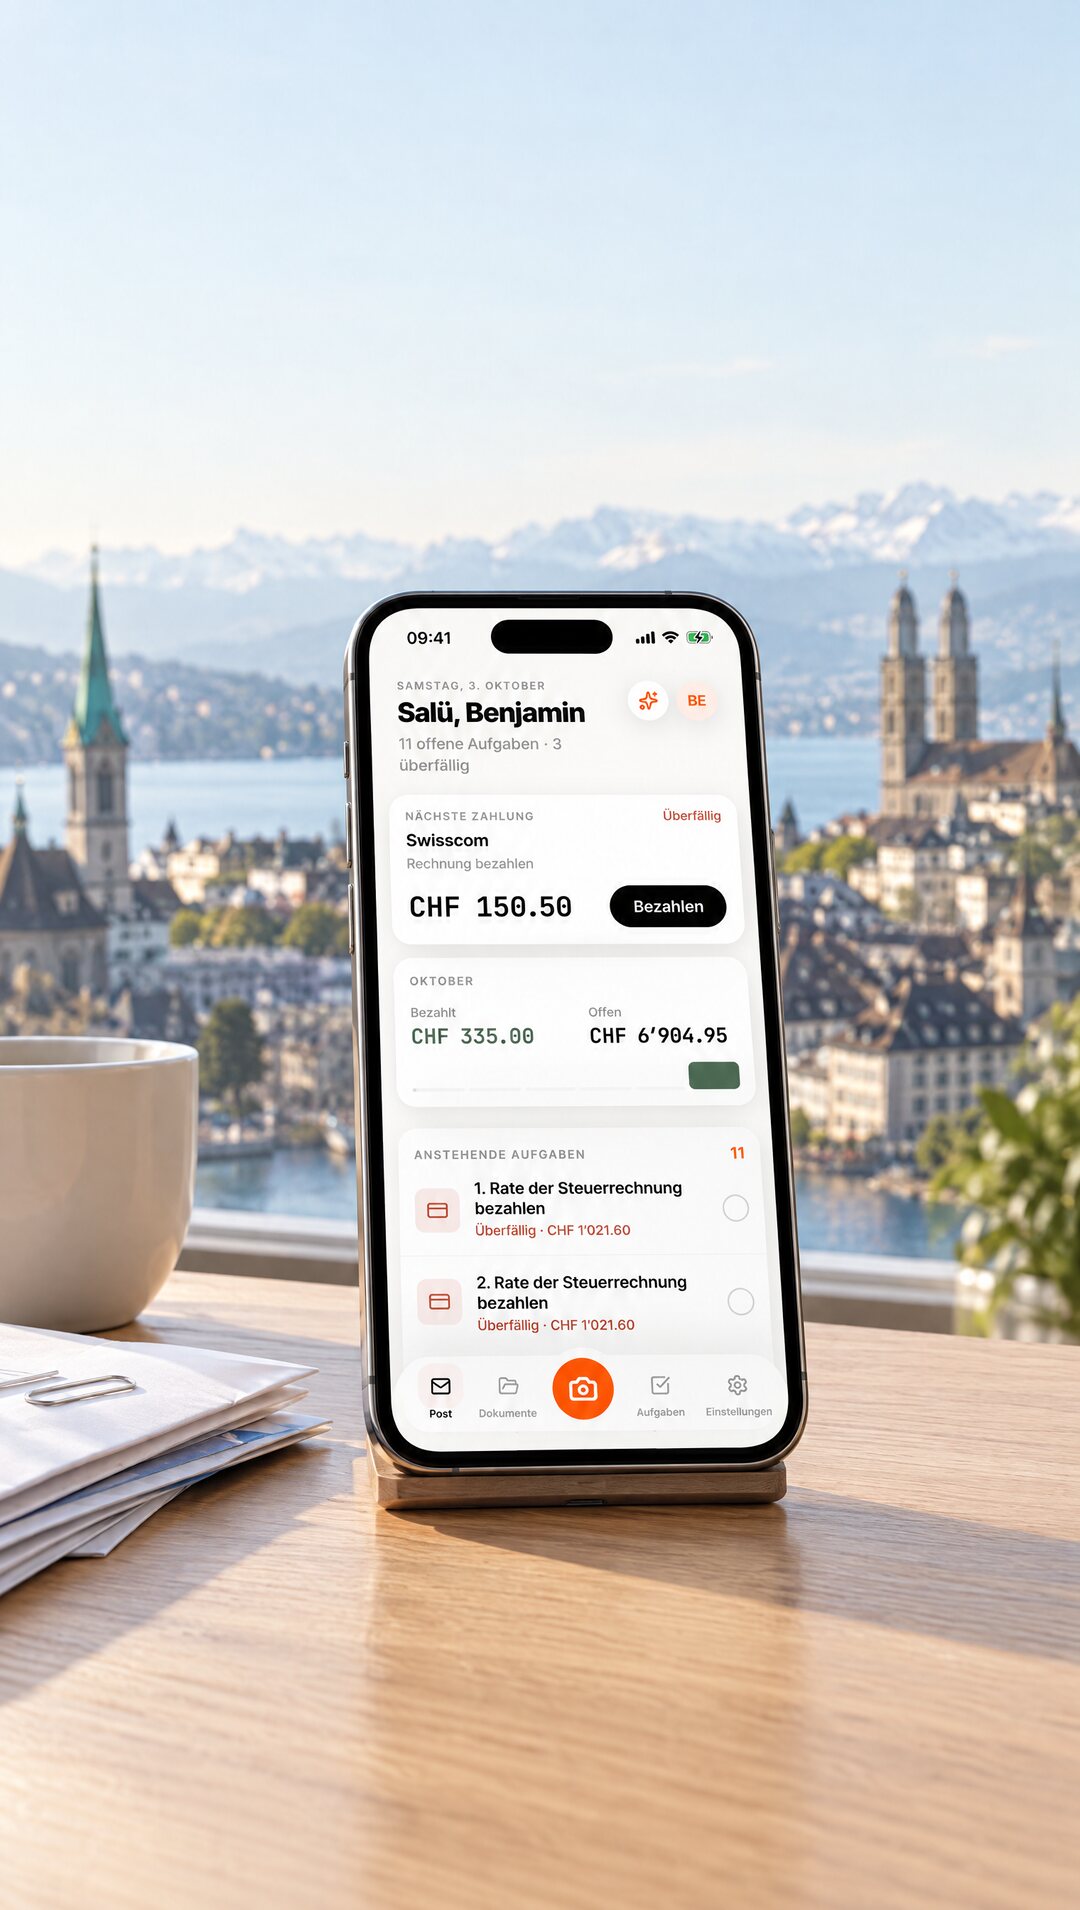 09:41
SAMSTAG, 3. OKTOBER
Salü, Benjamin
BE
11 offene Aufgaben · 3
überfällig
NÄCHSTE ZAHLUNG
Überfällig
Swisscom
Rechnung bezahlen
CHF 150.50
Bezahlen
OKTOBER
Bezahlt
Offen
CHF 335.00
CHF 6’904.95
ANSTEHENDE AUFGABEN
11
1. Rate der Steuerrechnung
bezahlen
Überfällig · CHF 1’021.60
2. Rate der Steuerrechnung
bezahlen
Überfällig · CHF 1’021.60
Post
Dokumente
Aufgaben
Einstellungen